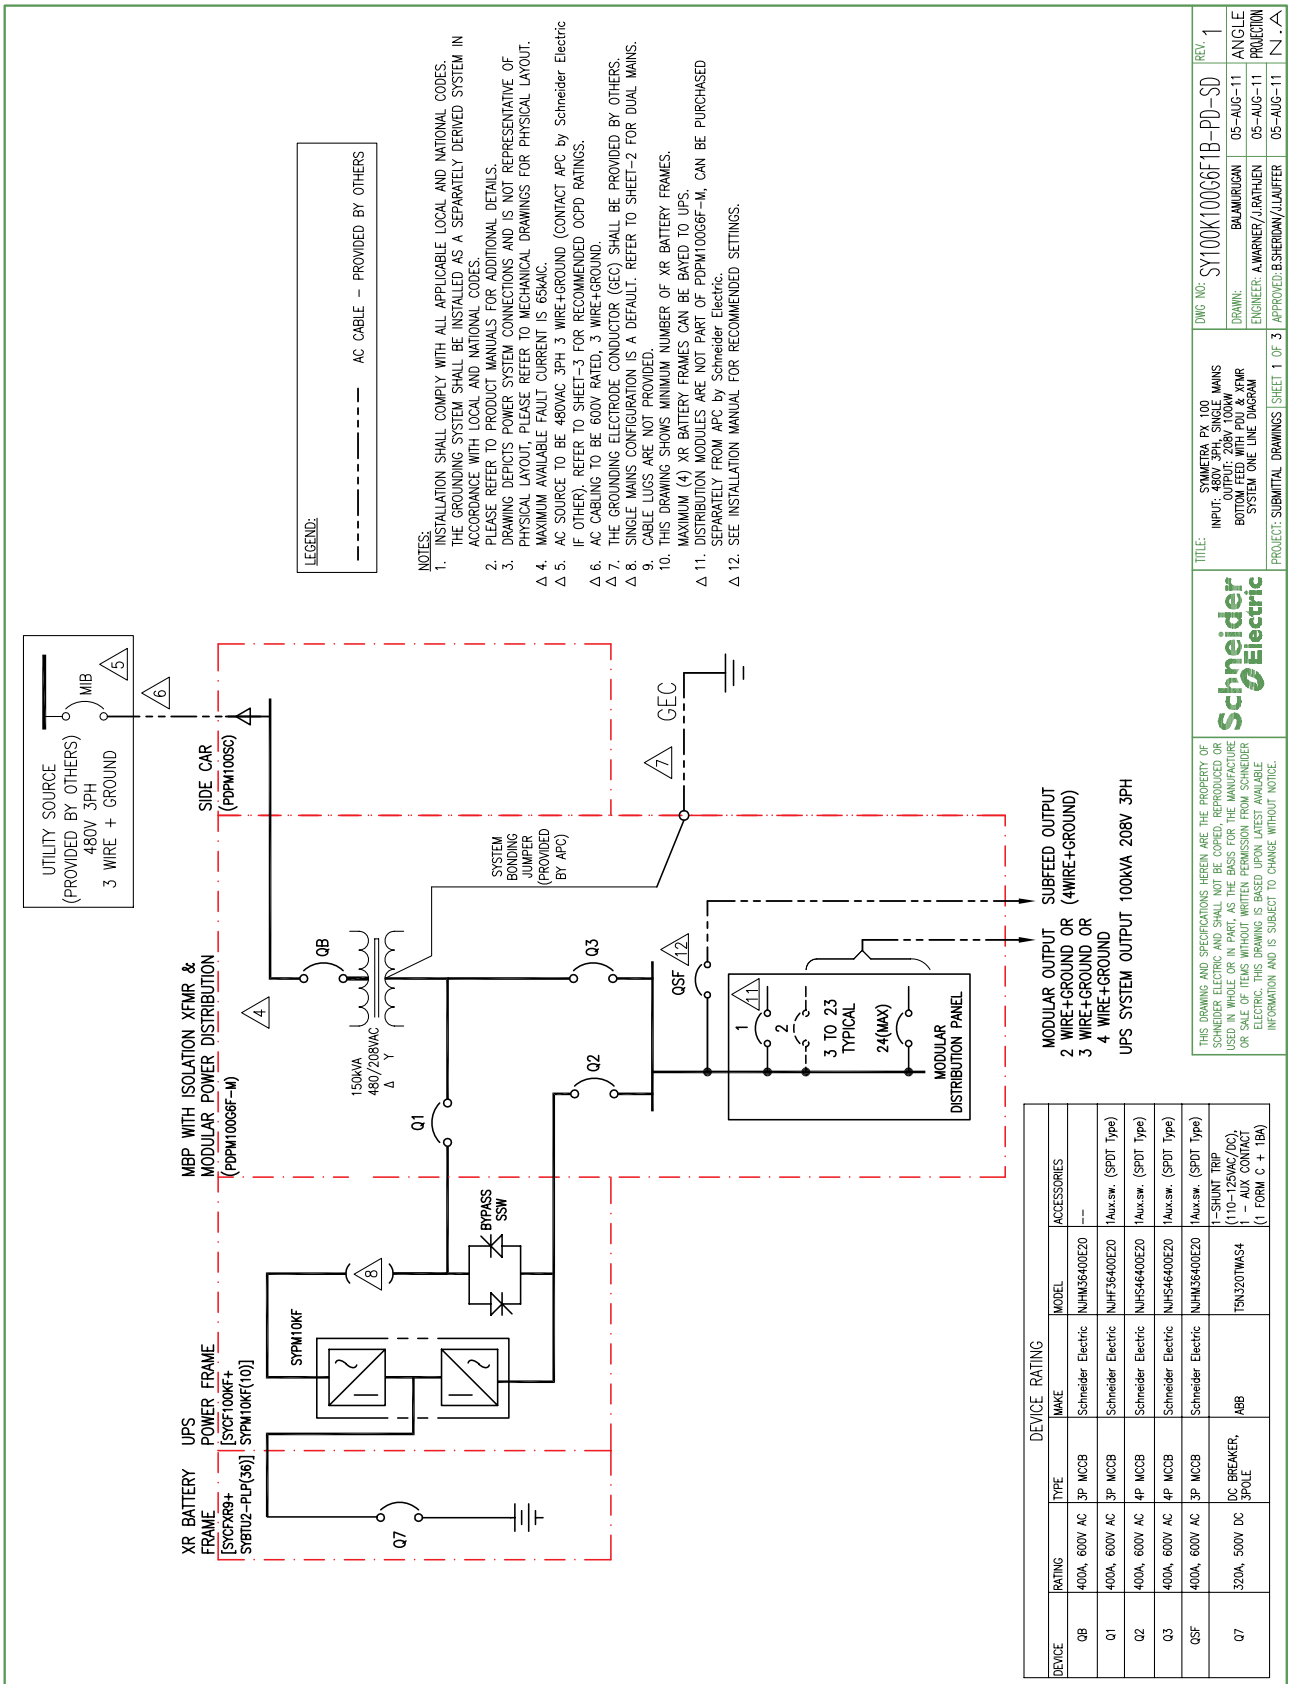 UTILITY SOURCE
(PROVIDED BY OTHERS)
480V 3PH
3 WIRE + GROUND
MIB
5
6
SIDE CAR
(PDPM100SC)
MBP WITH ISOLATION XFMR &
MODULAR POWER DISTRIBUTION
(PDPM100G6F-M)
4
QB
150kVA
480/208VAC
Δ Y
SYSTEM
BONDING
JUMPER
(PROVIDED
BY APC)
7
GEC
Q1
Q2
Q3
QSF
12
11
1
2
3 TO 23
TYPICAL
24(MAX)
MODULAR
DISTRIBUTION PANEL
MODULAR OUTPUT
2 WIRE+GROUND OR
3 WIRE+GROUND OR
4 WIRE+GROUND
SUBFEED OUTPUT
(4WIRE+GROUND)
UPS SYSTEM OUTPUT 100kVA 208V 3PH
UPS
POWER FRAME
[SYCF100KF+
SYPM10KF(10)]
SYPM10KF
8
BYPASS
SSW
XR BATTERY
FRAME
[SYCFXR9+
SYBTU2-PLP(36)]
Q7
LEGEND:
AC CABLE - PROVIDED BY OTHERS
NOTES:
1. INSTALLATION SHALL COMPLY WITH ALL APPLICABLE LOCAL AND NATIONAL CODES.
THE GROUNDING SYSTEM SHALL BE INSTALLED AS A SEPARATELY DERIVED SYSTEM IN
ACCORDANCE WITH LOCAL AND NATIONAL CODES.
2. PLEASE REFER TO PRODUCT MANUALS FOR ADDITIONAL DETAILS.
3. DRAWING DEPICTS POWER SYSTEM CONNECTIONS AND IS NOT REPRESENTATIVE OF
PHYSICAL LAYOUT, PLEASE REFER TO MECHANICAL DRAWINGS FOR PHYSICAL LAYOUT.
Δ 4. MAXIMUM AVAILABLE FAULT CURRENT IS 65kAIC.
Δ 5. AC SOURCE TO BE 480VAC 3PH 3 WIRE+GROUND (CONTACT APC by Schneider Electric
IF OTHER). REFER TO SHEET-3 FOR RECOMMENDED OCPD RATINGS.
Δ 6. AC CABLING TO BE 600V RATED, 3 WIRE+GROUND.
Δ 7. THE GROUNDING ELECTRODE CONDUCTOR (GEC) SHALL BE PROVIDED BY OTHERS.
Δ 8. SINGLE MAINS CONFIGURATION IS A DEFAULT. REFER TO SHEET-2 FOR DUAL MAINS.
9. CABLE LUGS ARE NOT PROVIDED.
10. THIS DRAWING SHOWS MINIMUM NUMBER OF XR BATTERY FRAMES.
MAXIMUM (4) XR BATTERY FRAMES CAN BE BAYED TO UPS.
Δ 11. DISTRIBUTION MODULES ARE NOT PART OF PDPM100G6F-M, CAN BE PURCHASED
SEPARATELY FROM APC by Schneider Electric.
Δ 12. SEE INSTALLATION MANUAL FOR RECOMMENDED SETTINGS.
DEVICE RATING
DEVICE RATING TYPE MAKE MODEL ACCESSORIES
QB 400A, 600V AC 3P MCCB Schneider Electric NJHM36400E20 --
Q1 400A, 600V AC 3P MCCB Schneider Electric NJHF36400E20 1Aux.sw. (SPDT Type)
Q2 400A, 600V AC 4P MCCB Schneider Electric NJHS46400E20 1Aux.sw. (SPDT Type)
Q3 400A, 600V AC 4P MCCB Schneider Electric NJHS46400E20 1Aux.sw. (SPDT Type)
QSF 400A, 600V AC 3P MCCB Schneider Electric NJHM36400E20 1Aux.sw. (SPDT Type)
Q7 320A, 500V DC DC BREAKER, 3POLE ABB T5N320TWAS4 1-SHUNT TRIP
(110-125VAC/DC),
1 - AUX CONTACT
(1 FORM C + 1BA)
THIS DRAWING AND SPECIFICATIONS HEREIN ARE THE PROPERTY OF
SCHNEIDER ELECTRIC AND SHALL NOT BE COPIED, REPRODUCED OR
USED IN WHOLE OR IN PART, AS THE BASIS FOR THE MANUFACTURE
OR SALE OF ITEMS WITHOUT WRITTEN PERMISSION FROM SCHNEIDER
ELECTRIC. THIS DRAWING IS BASED UPON LATEST AVAILABLE
INFORMATION AND IS SUBJECT TO CHANGE WITHOUT NOTICE.
Schneider
Electric
TITLE: SYMMETRA PX 100
INPUT: 480V 3PH, SINGLE MAINS
OUTPUT: 208V 100kW
BOTTOM FEED WITH PDU & XFMR
SYSTEM ONE LINE DIAGRAM
PROJECT: SUBMITTAL DRAWINGS SHEET 1 OF 3
DWG NO: SY100K100G6F1B-PD-SD REV. 1
DRAWN: BALAMURUGAN 05-AUG-11
ENGINEER: A.WARNER/J.RATHJEN 05-AUG-11
APPROVED: B.SHERIDAN/J.LAUFFER 05-AUG-11
ANGLE
PROJECTION
N.A